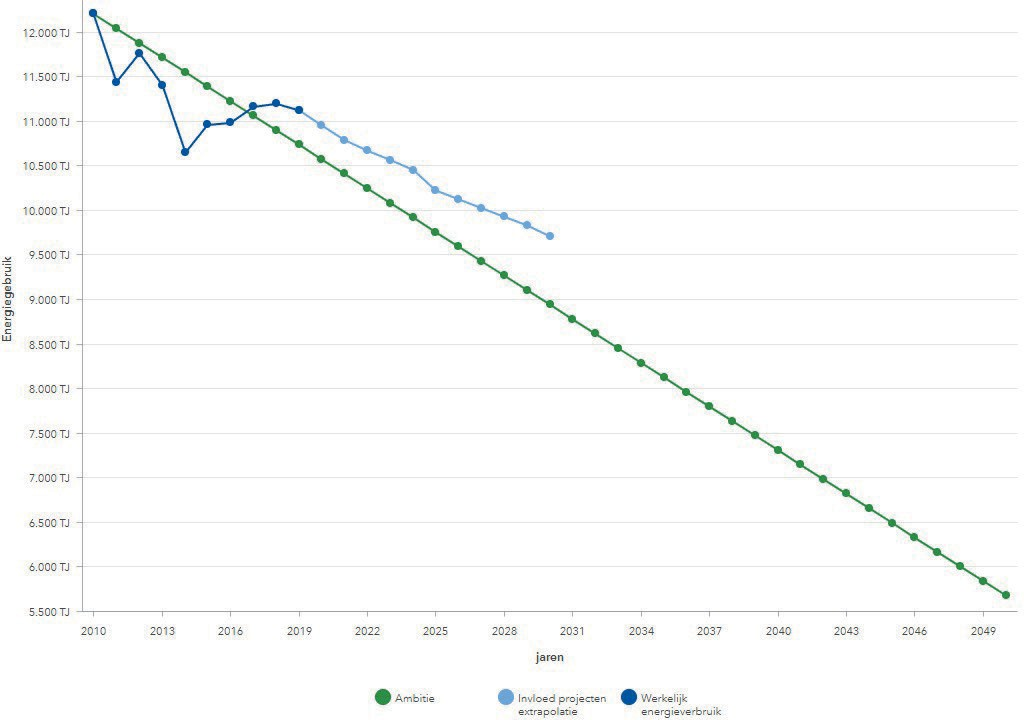 12.000 TJ
11.500 TJ
11.000 TJ
10.500 TJ
10.000 TJ
9.500 TJ
9.000 TJ
8.500 TJ
8.000 TJ
7.500 TJ
7.000 TJ
6.500 TJ
6.000 TJ
5.500 TJ
Energiegebruik
2010 2013 2016 2019 2022 2025 2028 2031 2034 2037 2040 2043 2046 2049
jaren
Ambitie
Invloed projecten
extrapolatie
Werkelijk
energieverbruik